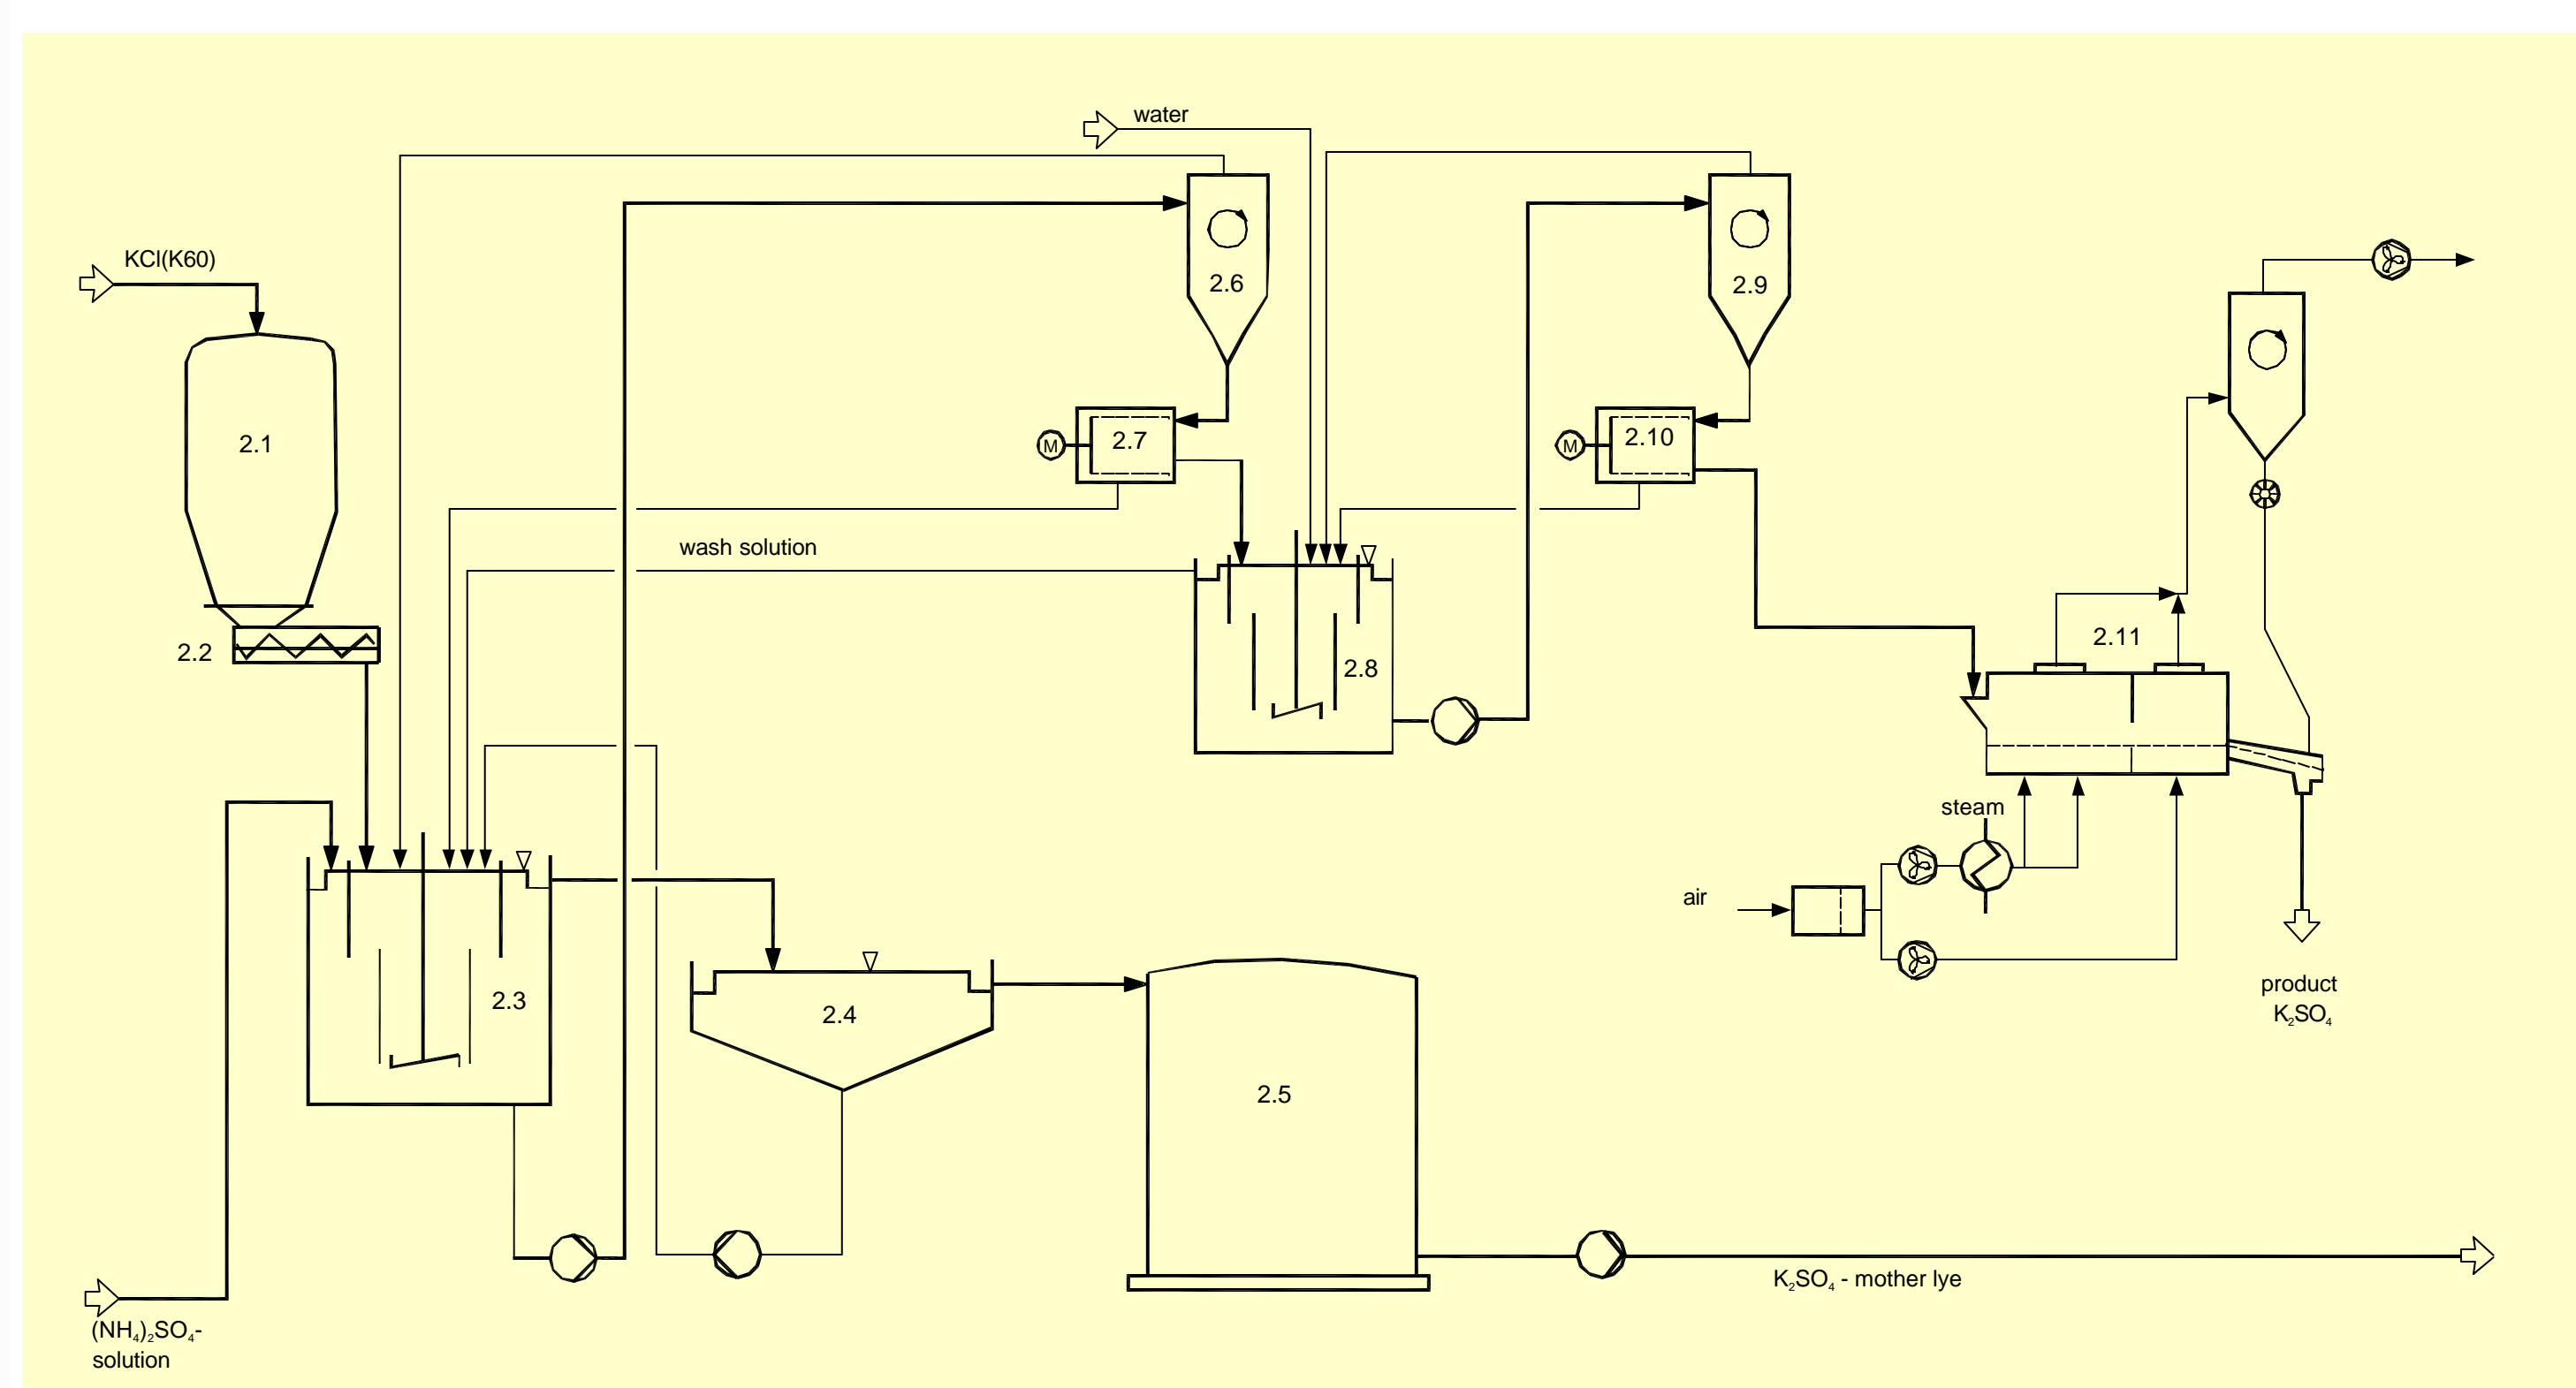 water
KCl(K60)
2.6
2.9
2.1
2.7
2.10
M
M
wash solution
2.2
2.11
2.8
steam
air
2.3
2.4
product
K₂SO₄
2.5
K₂SO₄ - mother lye
(NH₄)₂SO₄-
solution